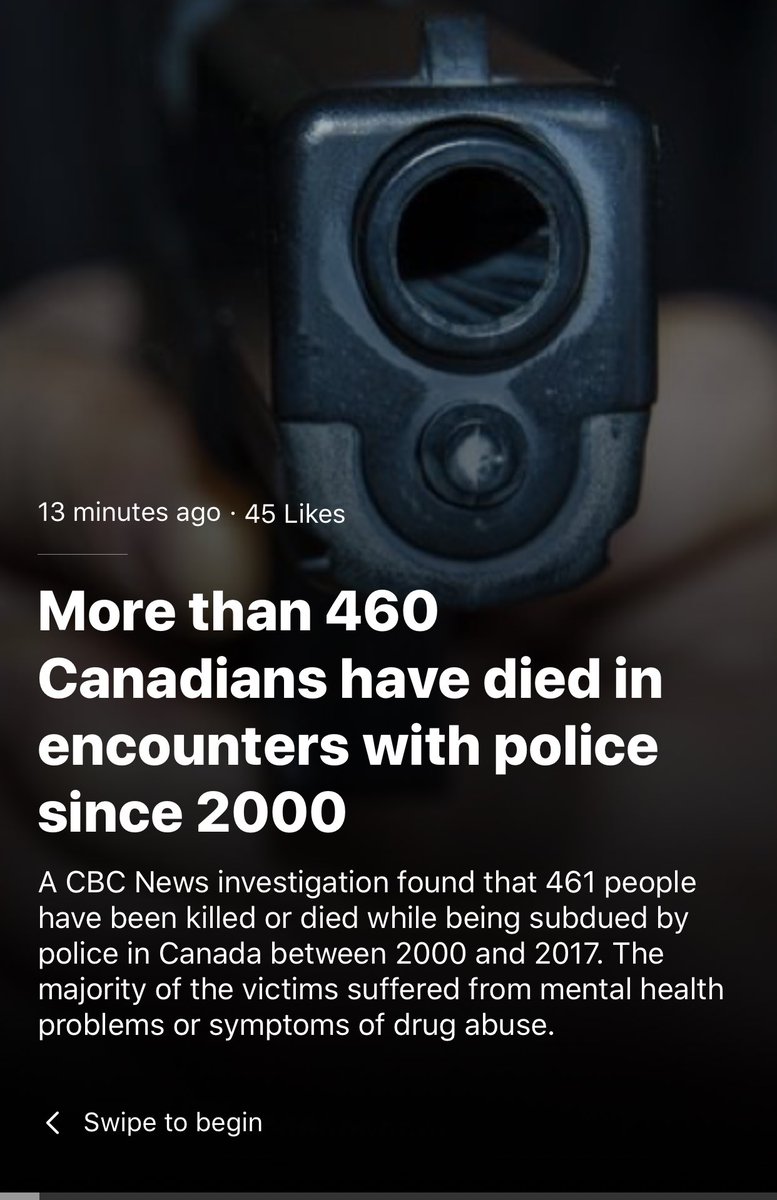 13 minutes ago · 45 Likes
More than 460
Canadians have died in
encounters with police
since 2000
A CBC News investigation found that 461 people
have been killed or died while being subdued by
police in Canada between 2000 and 2017. The
majority of the victims suffered from mental health
problems or symptoms of drug abuse.
Swipe to begin